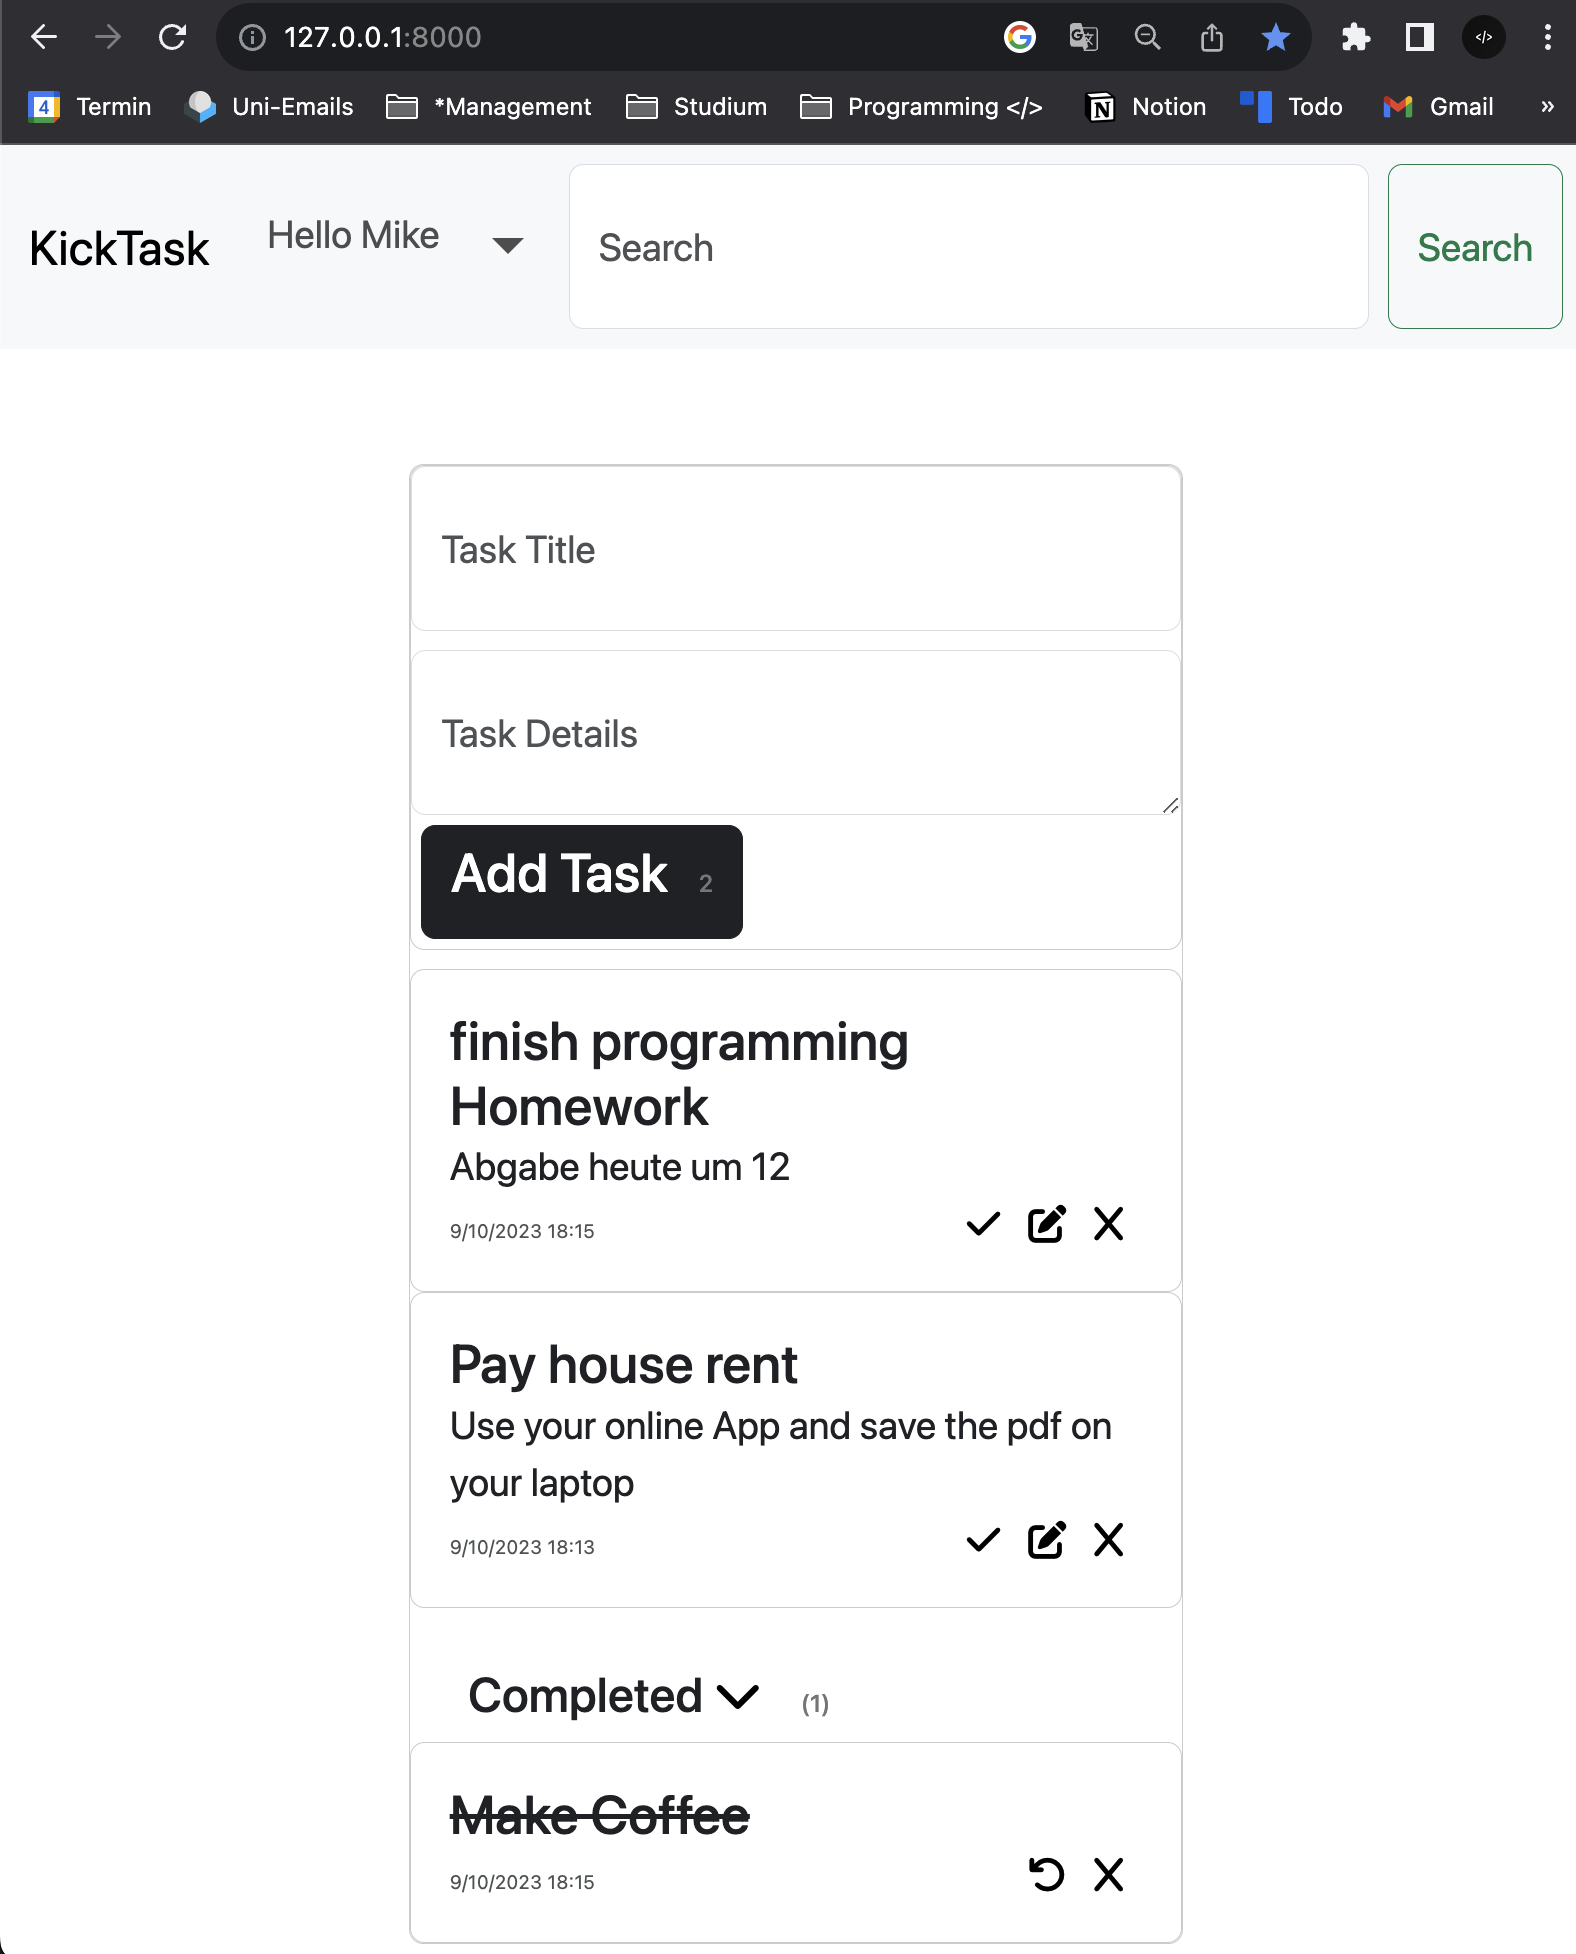 127.0.0.1:8000
4 Termin Uni-Emails *Management Studium Programming </> Notion Todo Gmail »
KickTask Hello Mike Search Search
Task Title
Task Details
Add Task 2
finish programming
Homework
Abgabe heute um 12
9/10/2023 18:15
Pay house rent
Use your online App and save the pdf on
your laptop
9/10/2023 18:13
Completed (1)
Make Coffee
9/10/2023 18:15